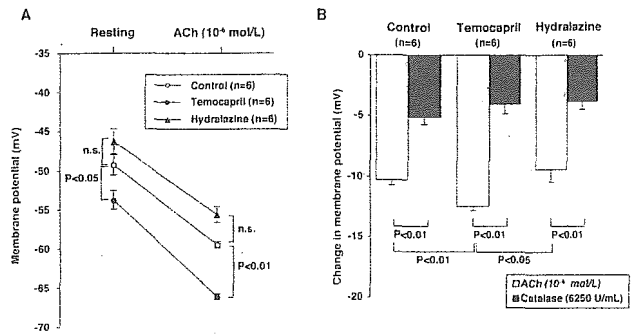 A
Resting
ACh (10⁻⁶ mol/L)
Membrane potential (mV)
-35
-40
-45
-50
-55
-60
-65
-70
Control (n=6)
Temocapril (n=6)
Hydralazine (n=6)
n.s.
P<0.05
n.s.
P<0.01
B
Control
(n=6)
Temocapril
(n=6)
Hydralazine
(n=6)
Change in membrane potential (mV)
0
-5
-10
-15
-20
P<0.01
P<0.01
P<0.01
P<0.01
P<0.05
ACh (10⁻⁶ mol/L)
Catalase (6250 U/mL)